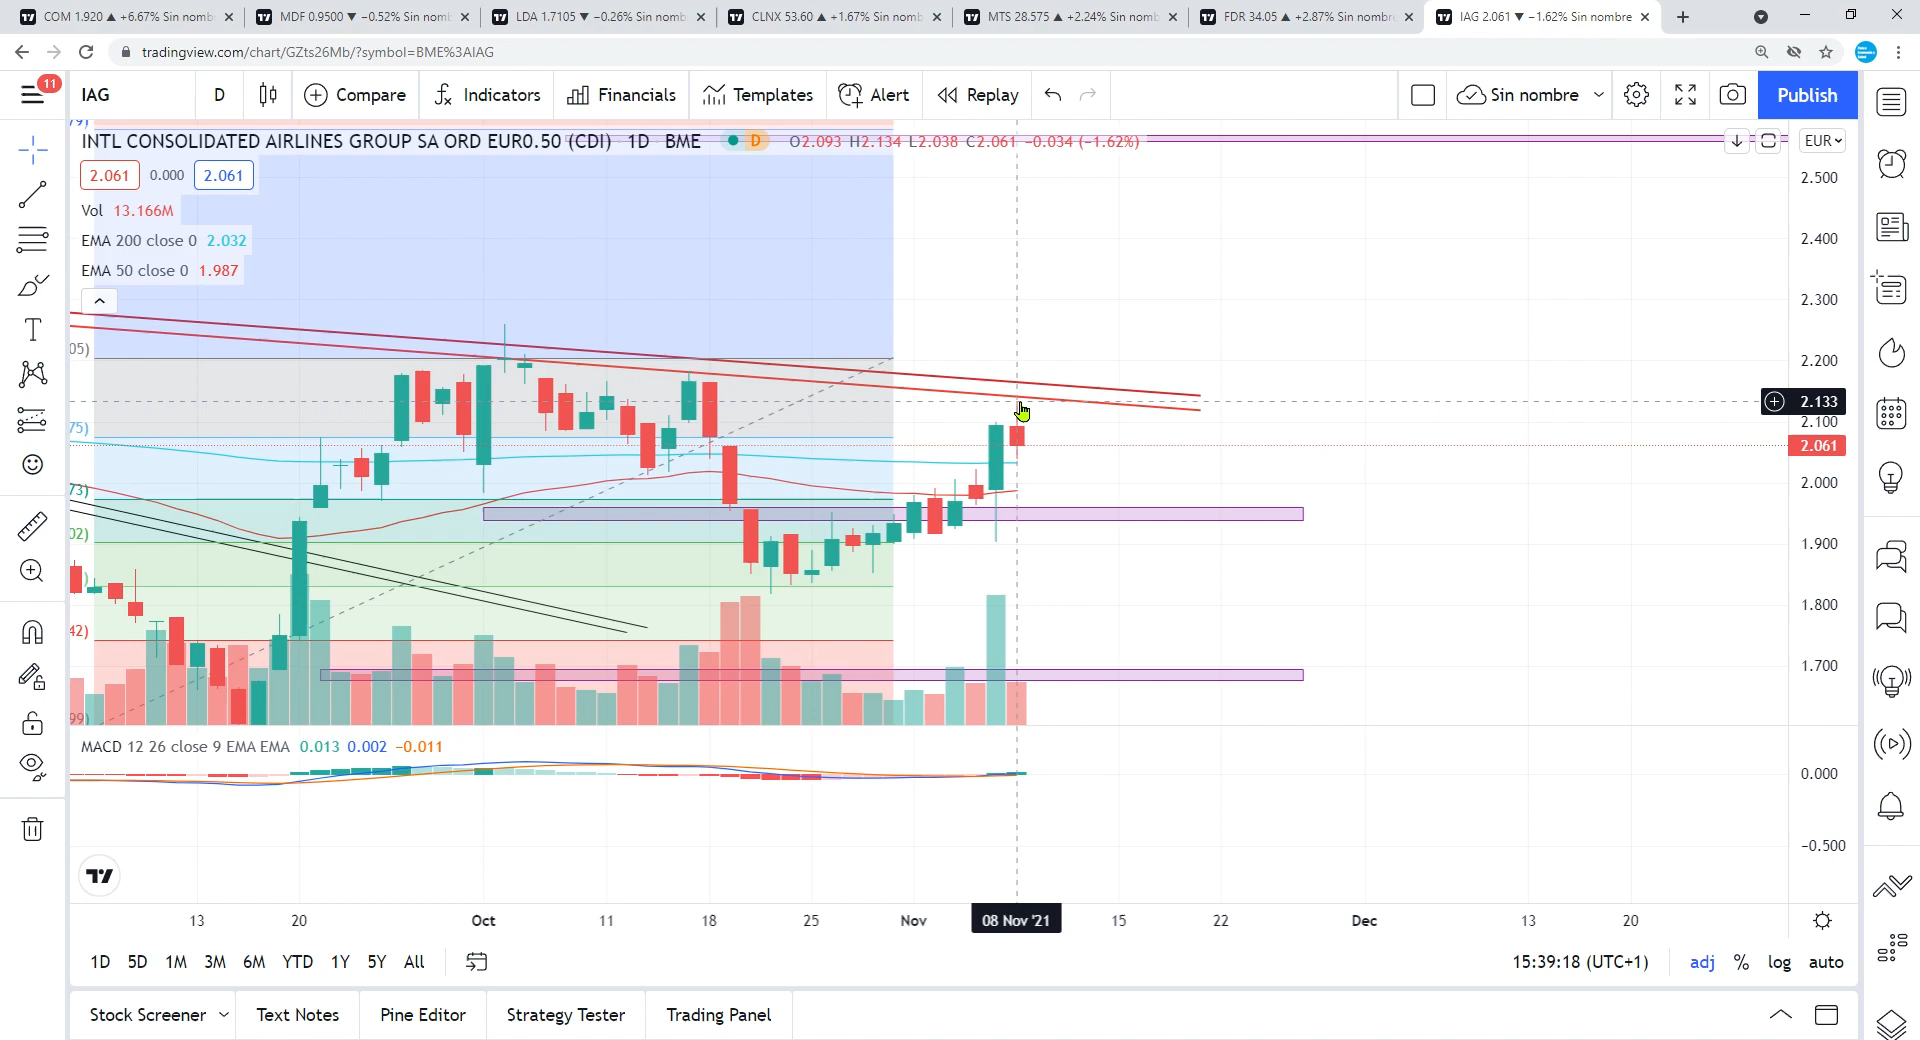 COM 1.920 ▲ +6.67% Sin nomb
MDF 0.9500 ▼ −0.52% Sin nomb
LDA 1.7105 ▼ −0.26% Sin nomb
CLNX 53.60 ▲ +1.67% Sin nomb
MTS 28.575 ▲ +2.24% Sin nomb
FDR 34.05 ▲ +2.87% Sin nombre
IAG 2.061 ▼ −1.62% Sin nombre
tradingview.com/chart/GZts26Mb/?symbol=BME%3AIAG
11
IAG
D
Compare
Indicators
Financials
Templates
Alert
Replay
Sin nombre
Publish
79)
INTL CONSOLIDATED AIRLINES GROUP SA ORD EUR0.50 (CDI) 1D BME
D
O2.093 H2.134 L2.038 C2.061 −0.034 (−1.62%)
EUR
2.061 0.000 2.061
Vol 13.166M
EMA 200 close 0 2.032
EMA 50 close 0 1.987
05)
75)
73)
02)
)
42)
99)
2.500
2.400
2.300
2.200
2.133
2.100
2.061
2.000
1.900
1.800
1.700
MACD 12 26 close 9 EMA EMA 0.013 0.002 −0.011
0.000
−0.500
13
20
Oct
11
18
25
Nov
08 Nov '21
15
22
Dec
13
20
1D 5D 1M 3M 6M YTD 1Y 5Y All
15:39:18 (UTC+1)
adj % log auto
Stock Screener
Text Notes
Pine Editor
Strategy Tester
Trading Panel